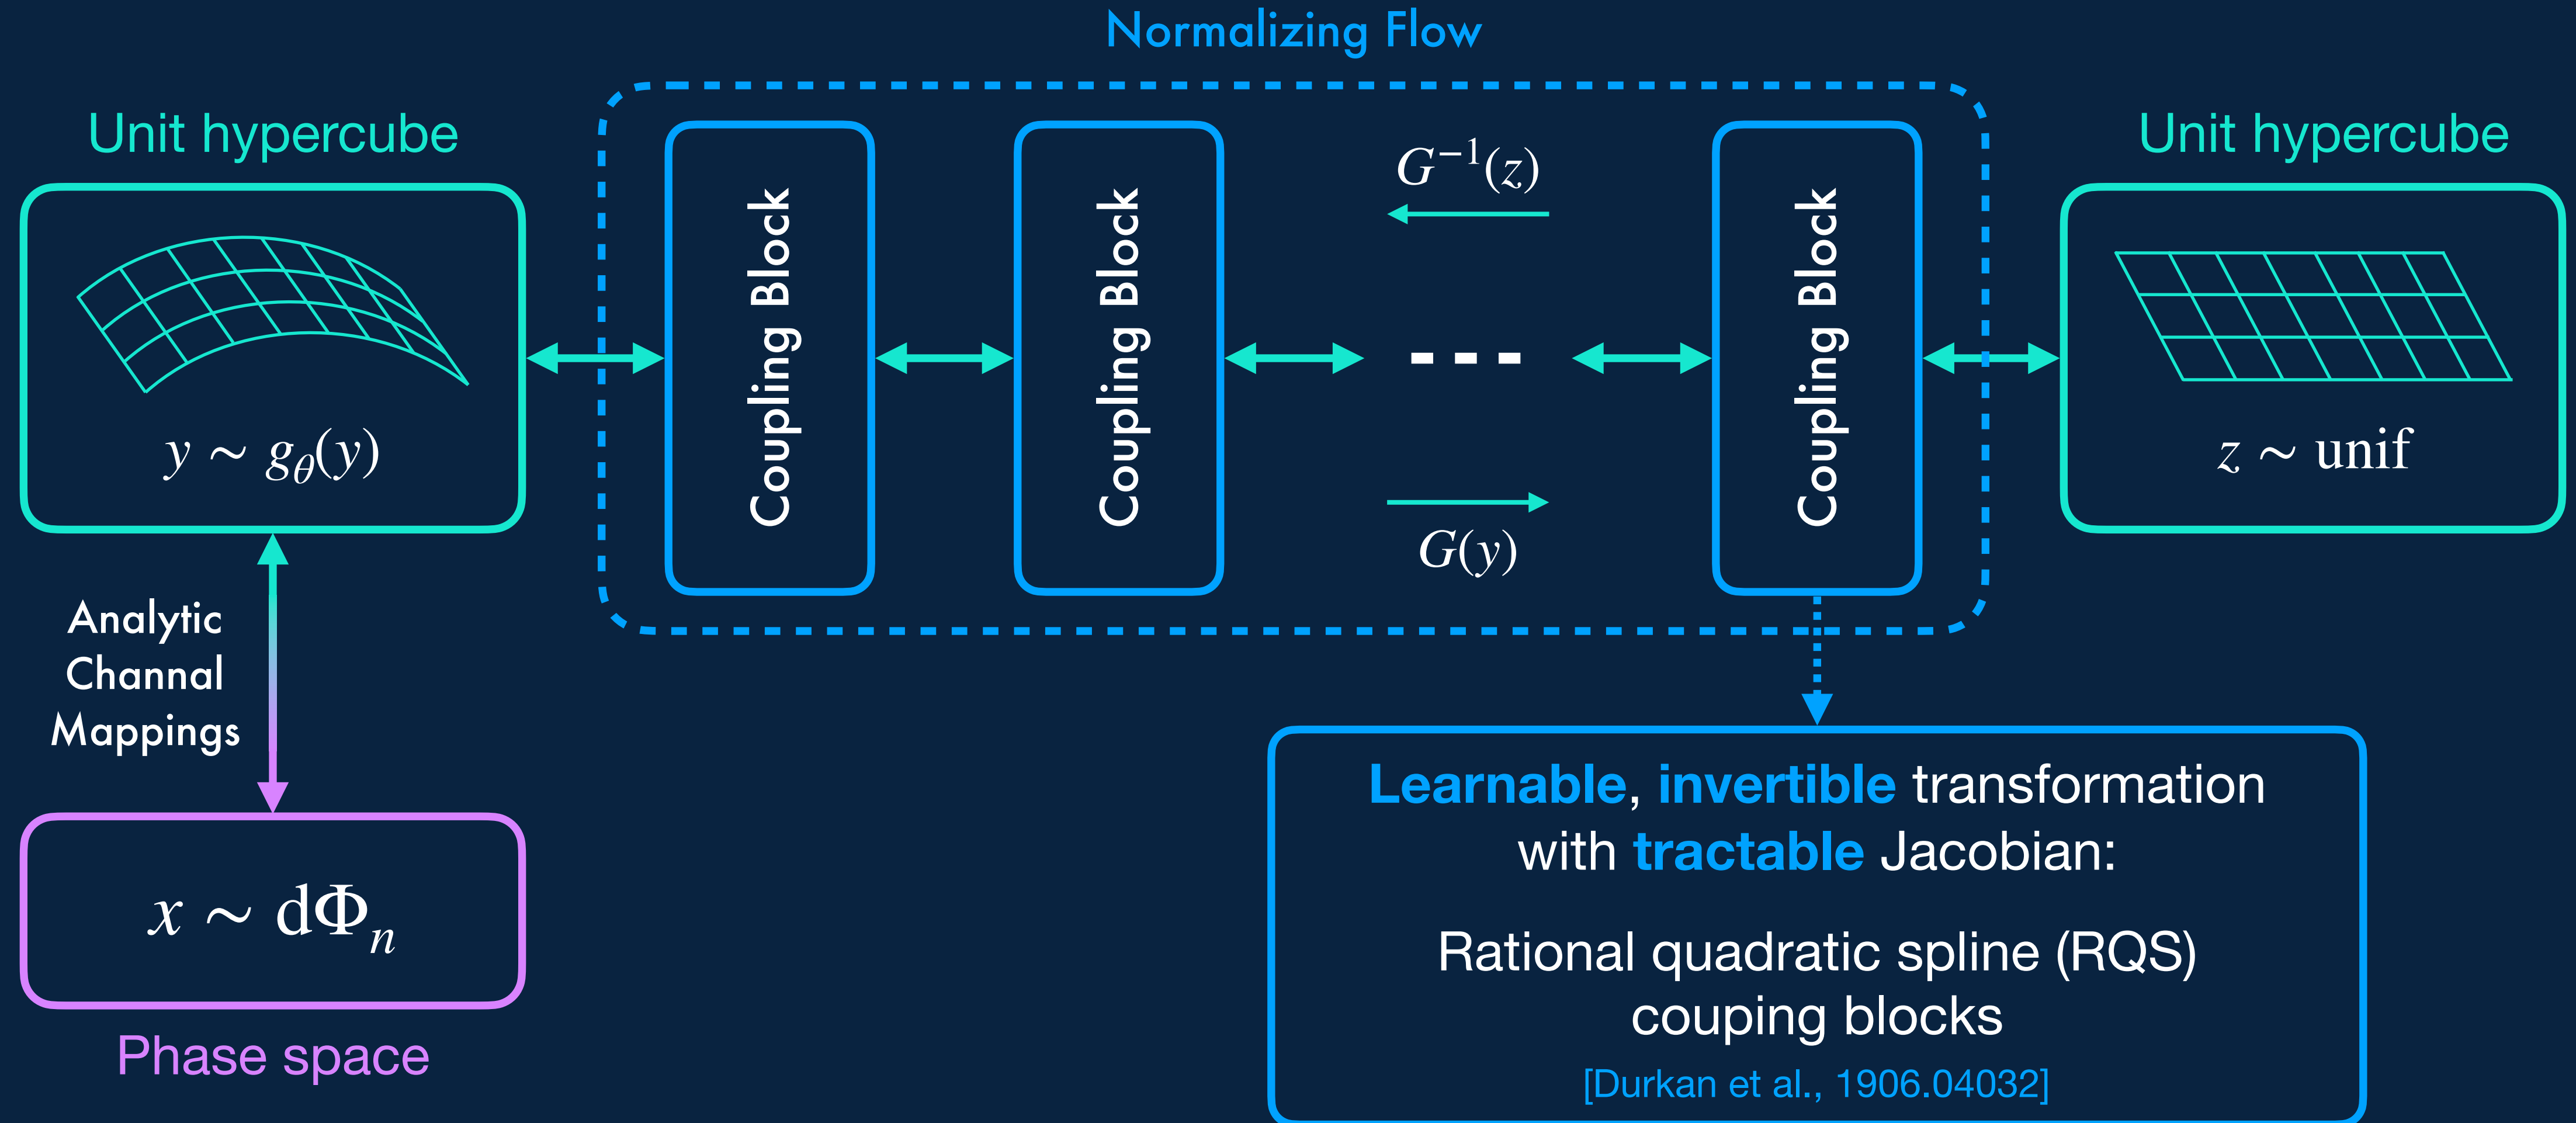 Normalizing Flow
Unit hypercube
y ∼ g_θ(y)
Coupling Block
Coupling Block
G⁻¹(z)
G(y)
Coupling Block
Unit hypercube
z ∼ unif
Analytic
Channal
Mappings
x ∼ dΦ_n
Phase space
Learnable, invertible transformation
with tractable Jacobian:
Rational quadratic spline (RQS)
couping blocks
[Durkan et al., 1906.04032]